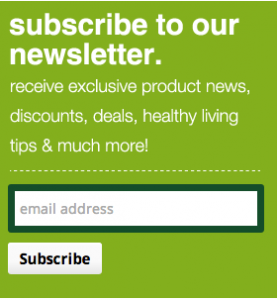 subscribe to our
newsletter.
receive exclusive product news,
discounts, deals, healthy living
tips & much more!
email address
Subscribe